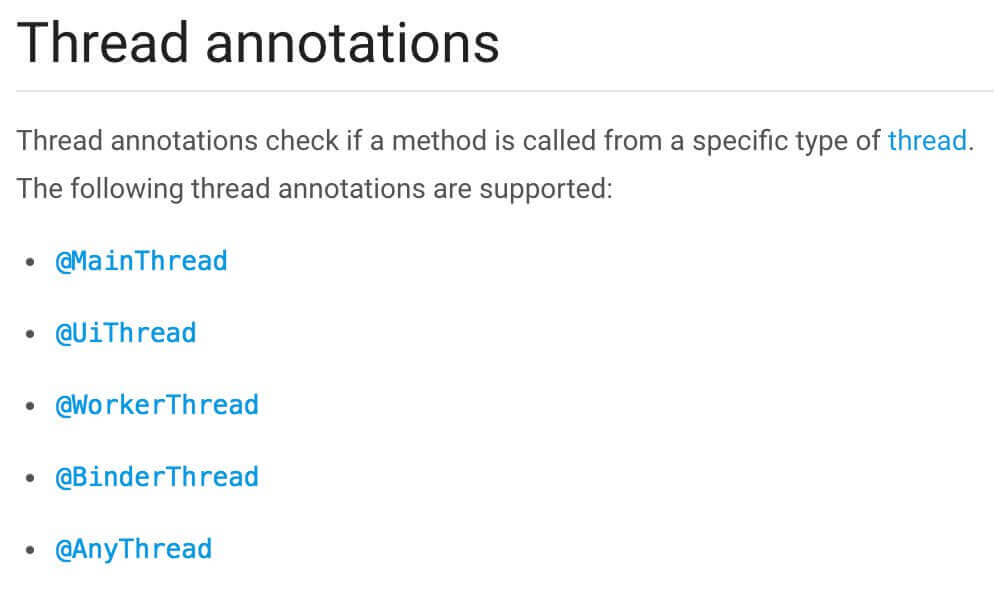 Thread annotations
Thread annotations check if a method is called from a specific type of thread.
The following thread annotations are supported:
• @MainThread
• @UiThread
• @WorkerThread
• @BinderThread
• @AnyThread